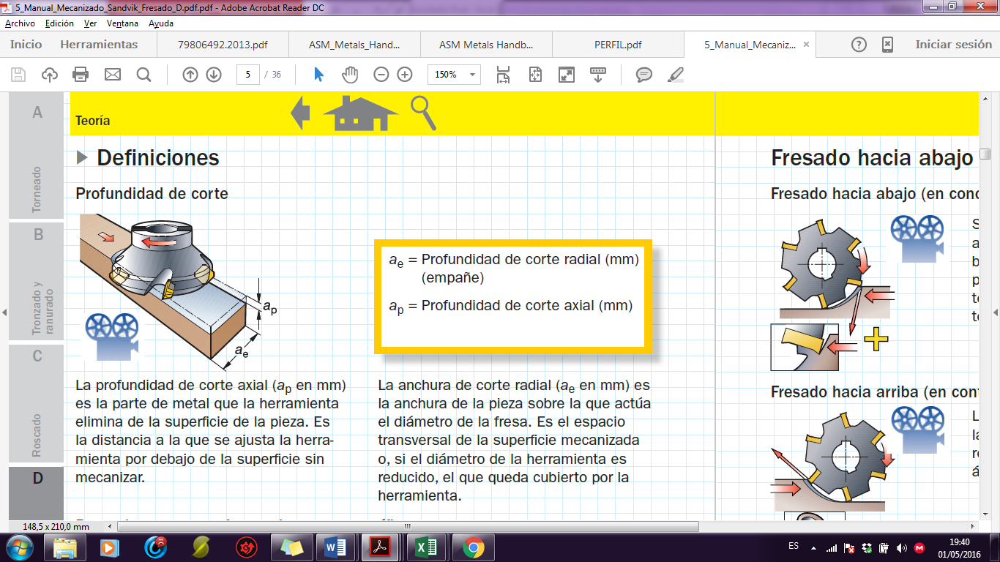 5_Manual_Mecanizado_Sandvik_Fresado_D.pdf.pdf - Adobe Acrobat Reader DC
Archivo Edición Ver Ventana Ayuda
Inicio Herramientas 79806492.2013.pdf ASM_Metals_Hand... ASM Metals Handb... PERFIL.pdf 5_Manual_Mecaniz... × Iniciar sesión
5 / 36 150%
A
Torneado
B
Tronzado y ranurado
C
Roscado
D
Teoría
Definiciones
Profundidad de corte
ap
ae
ae = Profundidad de corte radial (mm)
(empañe)
ap = Profundidad de corte axial (mm)
La profundidad de corte axial (ap en mm)
es la parte de metal que la herramienta
elimina de la superficie de la pieza. Es
la distancia a la que se ajusta la herra-
mienta por debajo de la superficie sin
mecanizar.
La anchura de corte radial (ae en mm) es
la anchura de la pieza sobre la que actúa
el diámetro de la fresa. Es el espacio
transversal de la superficie mecanizada
o, si el diámetro de la herramienta es
reducido, el que queda cubierto por la
herramienta.
Fresado hacia abajo
Fresado hacia abajo (en conc
Fresado hacia arriba (en cont
148,5 x 210,0 mm
ES
19:40
01/05/2016